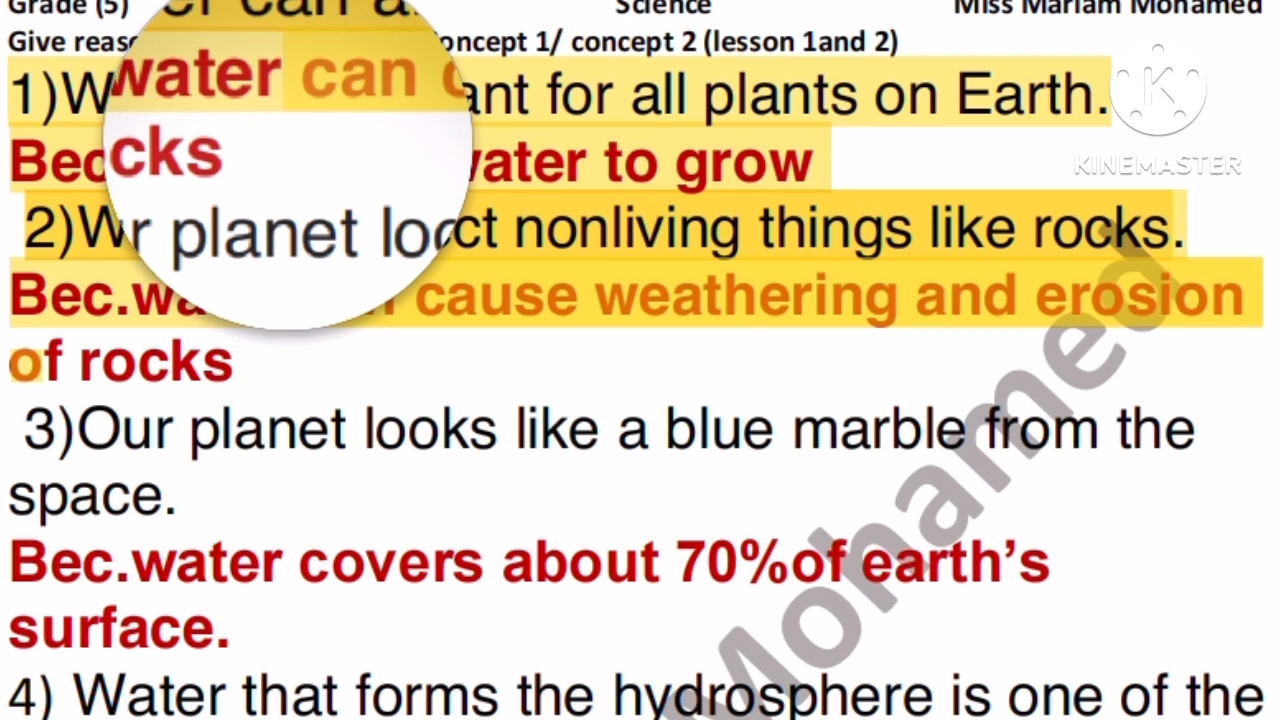 Grade (5) Science Miss Mariam Mohamed
Give oncept 1/ concept 2 (lesson 1and 2)
er can
water can
cks
r planet
1)W ant for all plants on Earth.
Bec water to grow
2)W ct nonliving things like rocks.
Bec.wa cause weathering and erosion
of rocks
3)Our planet looks like a blue marble from the
space.
Bec.water covers about 70%of earth’s
surface.
4) Water that forms the hydrosphere is one of the
Mohamed
K
KINEMASTER